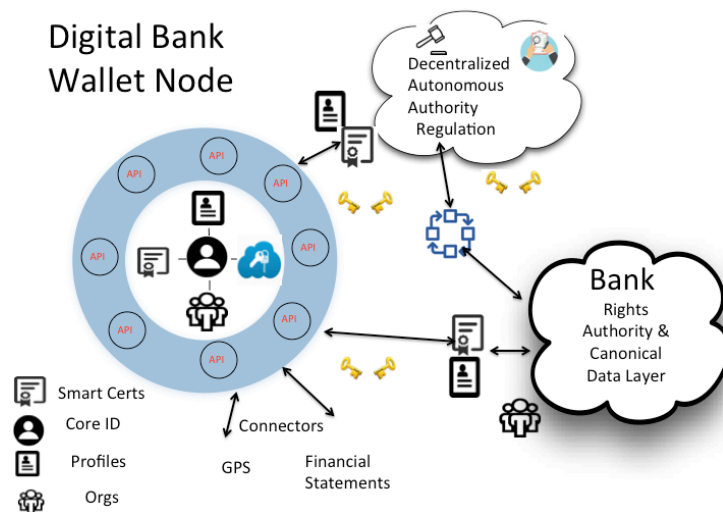 Digital Bank
Wallet Node
Decentralized
Autonomous
Authority
Regulation
API
API
API
API
API
API
API
API
Bank
Rights
Authority &
Canonical
Data Layer
Smart Certs
Core ID
Profiles
Orgs
Connectors
GPS
Financial
Statements